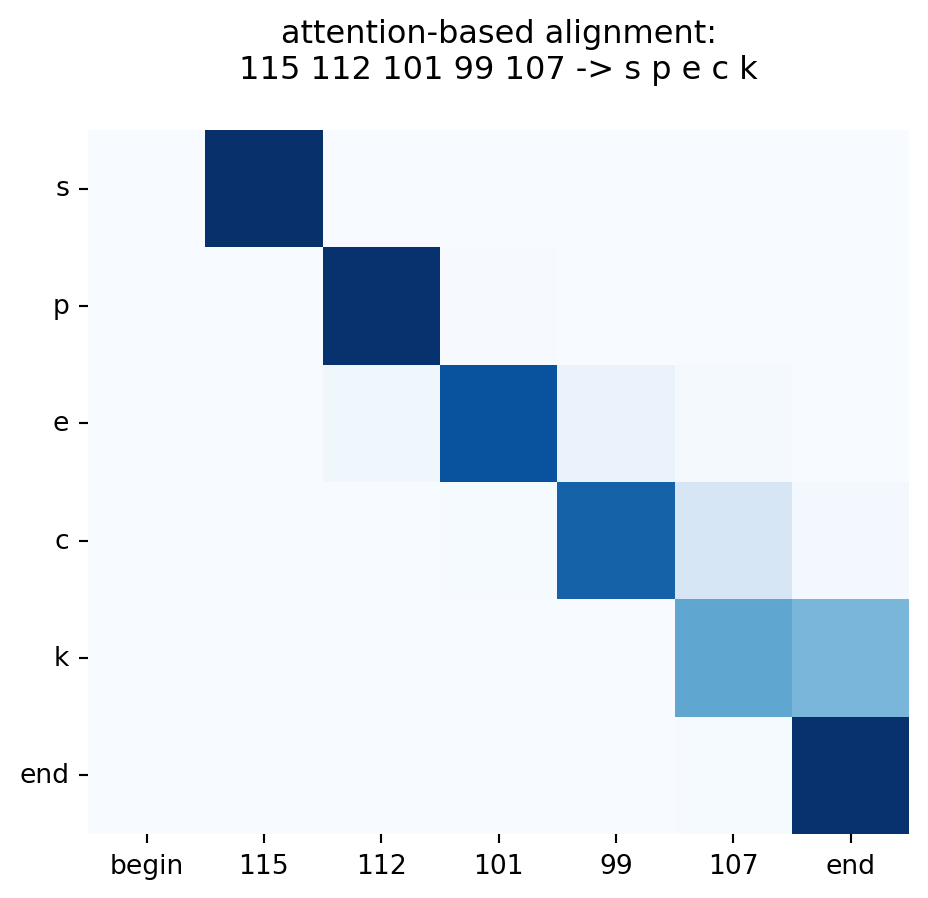 attention-based alignment:
115 112 101 99 107 -> s p e c k
s
p
e
c
k
end
begin 115 112 101 99 107 end